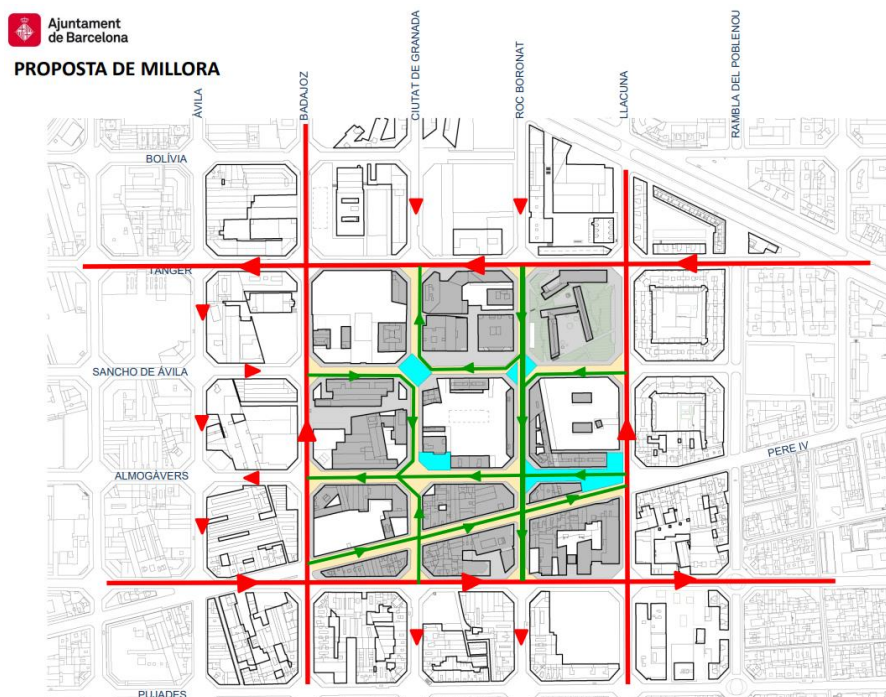 Ajuntament
de Barcelona
PROPOSTA DE MILLORA
ÀVILA
BADAJOZ
CIUTAT DE GRANADA
ROC BORONAT
LLACUNA
RAMBLA DEL POBLENOU
BOLÍVIA
TÀNGER
SANCHO DE ÁVILA
PERE IV
ALMOGÀVERS
PUJADES